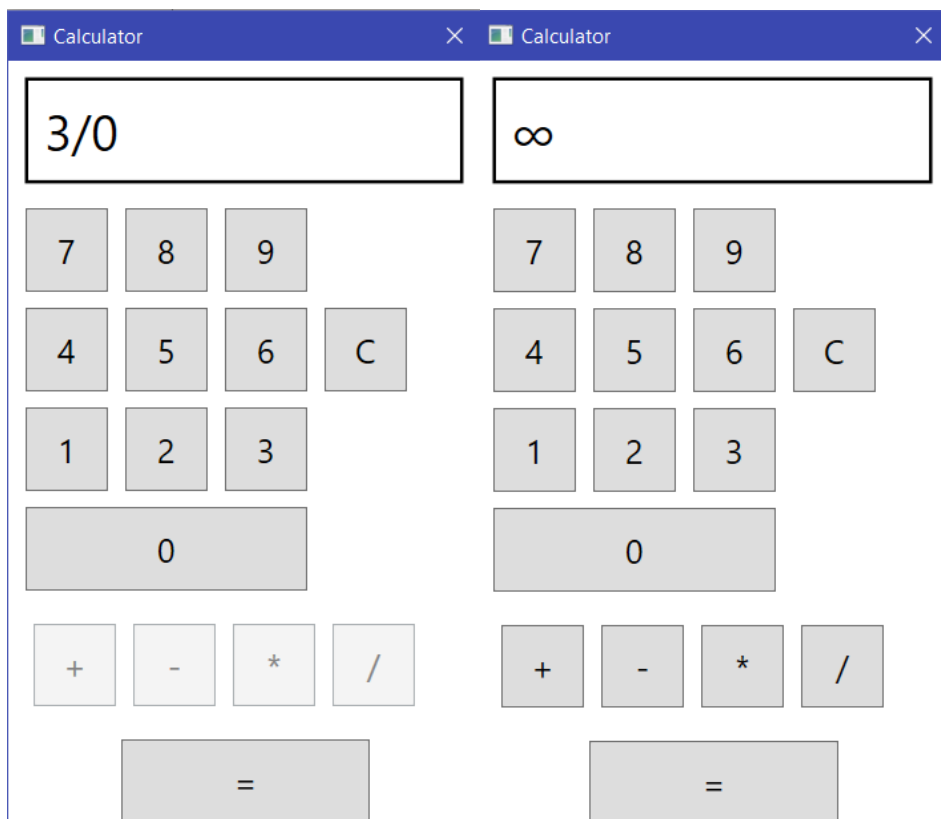 Calculator
3/0
7 8 9
4 5 6 C
1 2 3
0
+ - * /
=
Calculator
∞
7 8 9
4 5 6 C
1 2 3
0
+ - * /
=